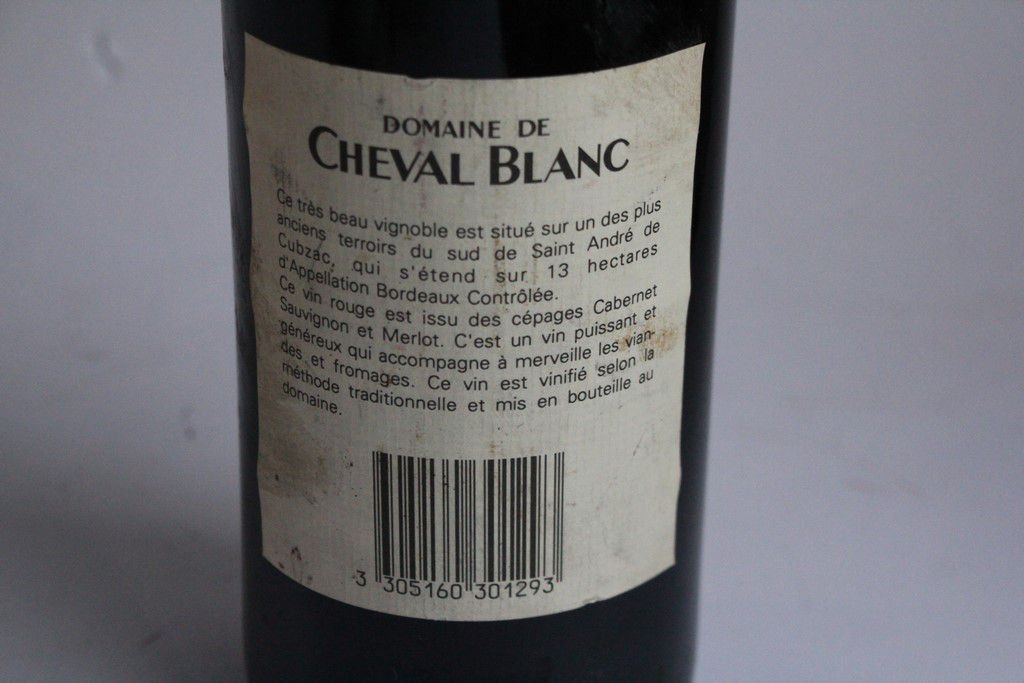 DOMAINE DE
CHEVAL BLANC
Ce très beau vignoble est situé sur un des plus
anciens terroirs du sud de Saint André de
Cubzac, qui s'étend sur 13 hectares
d'Appellation Bordeaux Contrôlée.
Ce vin rouge est issu des cépages Cabernet
Sauvignon et Merlot. C'est un vin puissant et
généreux qui accompagne à merveille les vian-
des et fromages. Ce vin est vinifié selon la
méthode traditionnelle et mis en bouteille au
domaine.
3 305160 301293